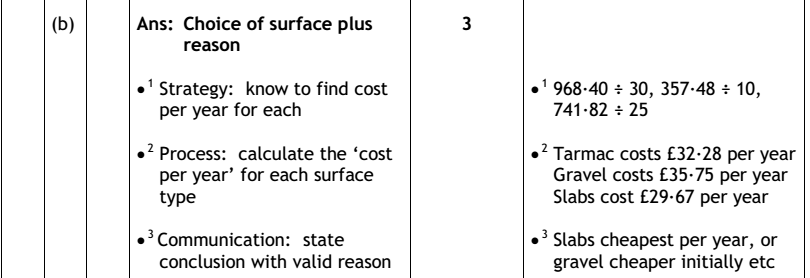 (b)
Ans: Choice of surface plus
reason
3
•¹ Strategy: know to find cost
per year for each
•¹ 968·40 ÷ 30, 357·48 ÷ 10,
741·82 ÷ 25
•² Process: calculate the ‘cost
per year’ for each surface
type
•² Tarmac costs £32·28 per year
Gravel costs £35·75 per year
Slabs cost £29·67 per year
•³ Communication: state
conclusion with valid reason
•³ Slabs cheapest per year, or
gravel cheaper initially etc